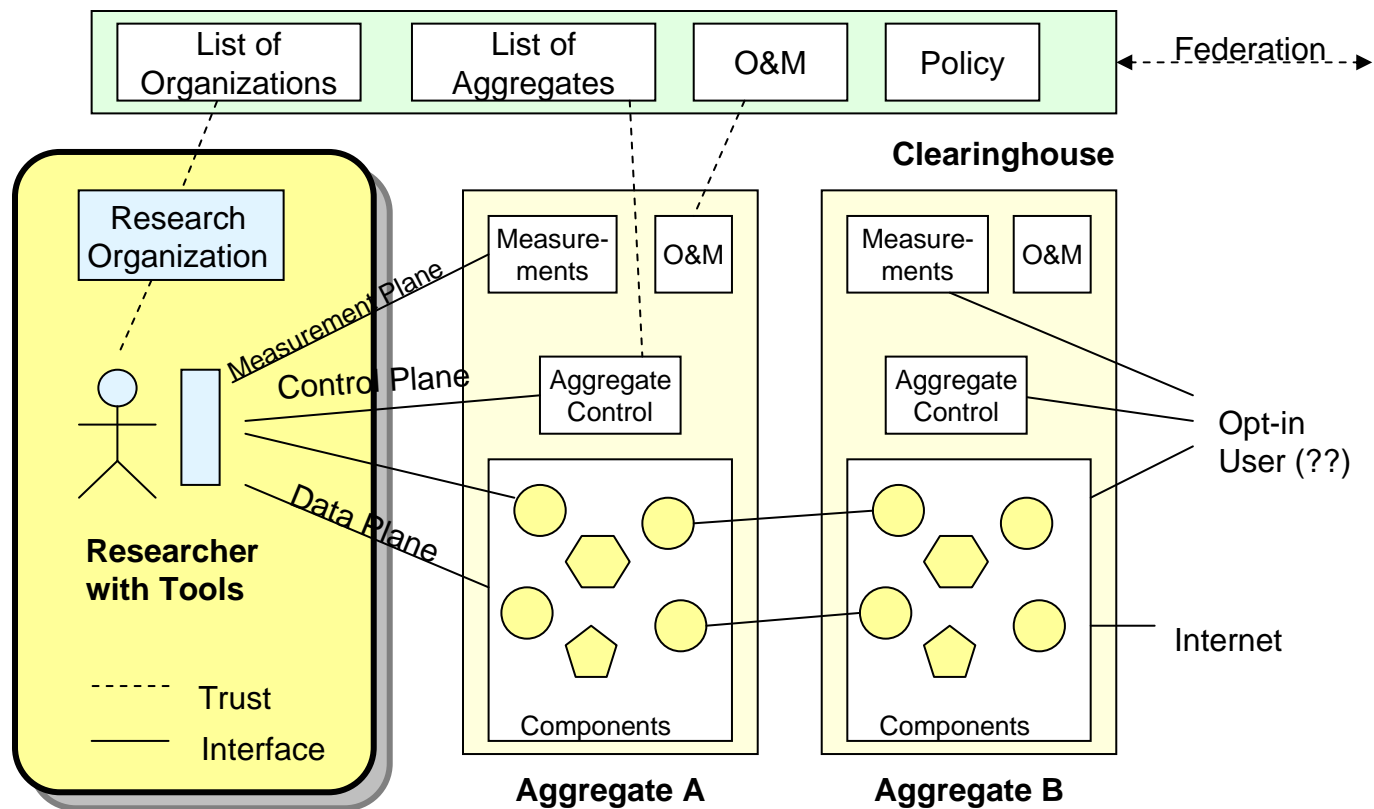 List of
Organizations
List of
Aggregates
O&M
Policy
Federation
Clearinghouse
Research
Organization
Measure-
ments
O&M
Measure-
ments
O&M
Measurement Plane
Control Plane
Aggregate
Control
Aggregate
Control
Opt-in
User (??)
Data Plane
Researcher
with Tools
Internet
Trust
Interface
Components
Components
Aggregate A
Aggregate B